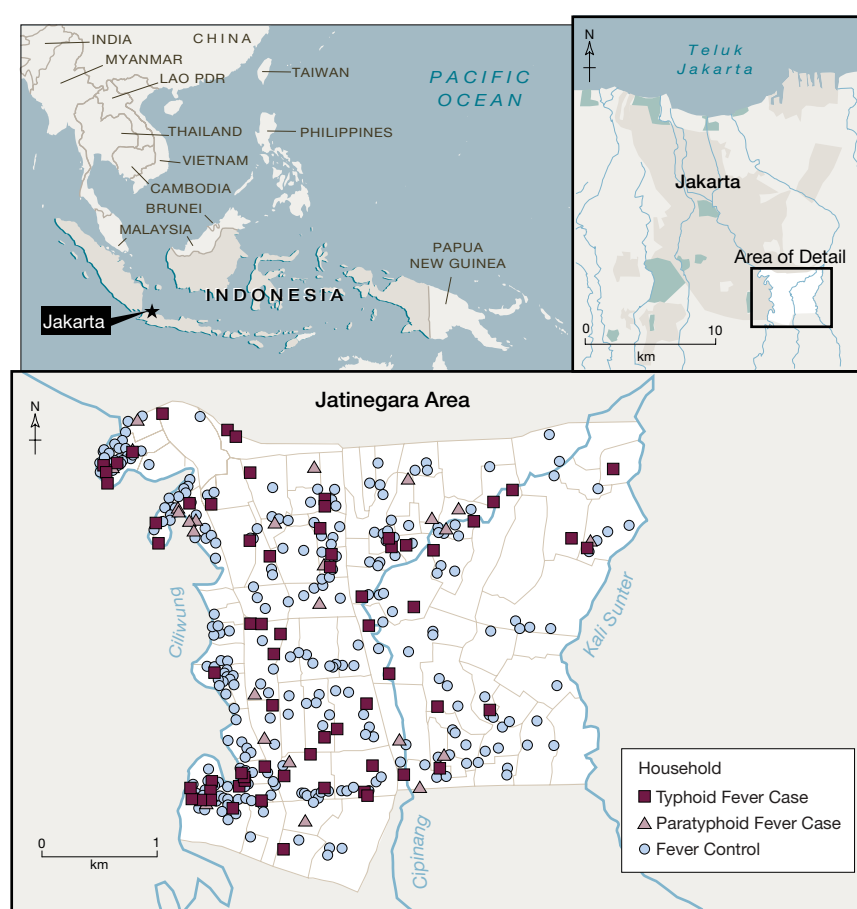 INDIA
CHINA
MYANMAR
LAO PDR
TAIWAN
PACIFIC
OCEAN
THAILAND
PHILIPPINES
VIETNAM
CAMBODIA
BRUNEI
MALAYSIA
PAPUA
NEW GUINEA
INDONESIA
Jakarta
N
Teluk
Jakarta
Jakarta
Area of Detail
0
10
km
Jatinegara Area
N
Ciliwung
Kali Sunter
Cipinang
0
1
km
Household
Typhoid Fever Case
Paratyphoid Fever Case
Fever Control